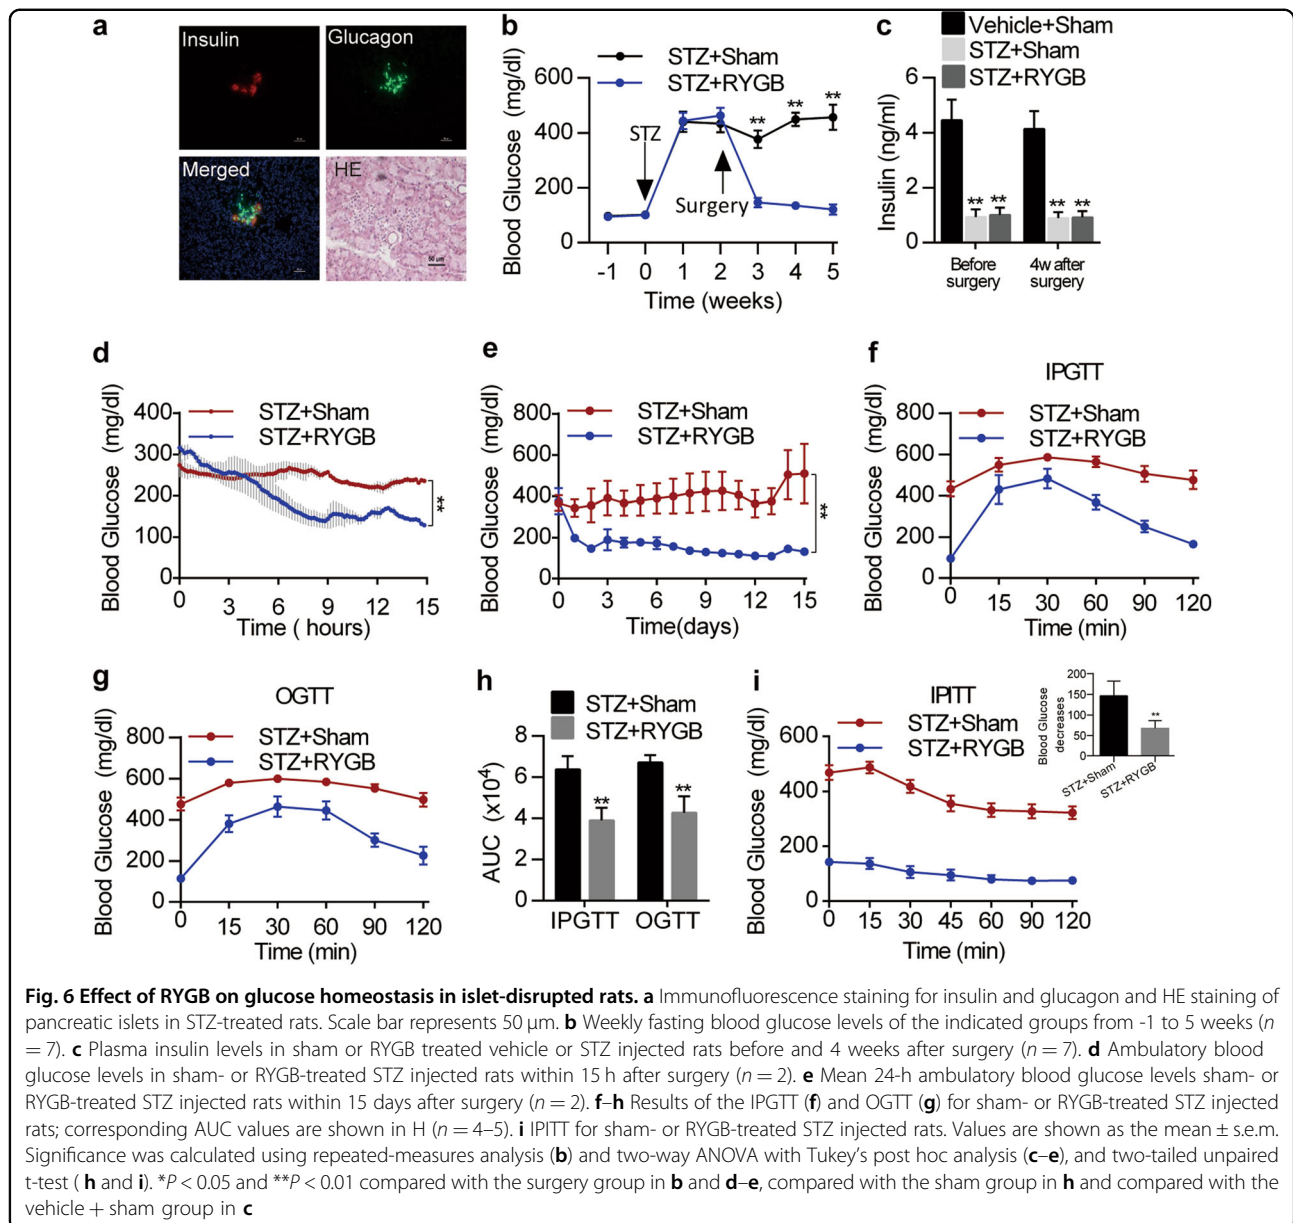 a
Insulin
Glucagon
Merged
HE
50 µm
b
STZ+Sham
STZ+RYGB
Blood Glucose (mg/dl)
600
400
200
0
STZ
Surgery
**
**
**
-1 0 1 2 3 4 5
Time (weeks)
c
Vehicle+Sham
STZ+Sham
STZ+RYGB
Insulin (ng/ml)
6
4
2
0
** **
** **
Before
surgery
4w after
surgery
d
STZ+Sham
STZ+RYGB
Blood Glucose (mg/dl)
400
300
200
100
0
**
0 3 6 9 12 15
Time ( hours)
e
STZ+Sham
STZ+RYGB
Blood Glucose (mg/dl)
800
600
400
200
0
**
0 3 6 9 12 15
Time(days)
f
IPGTT
STZ+Sham
STZ+RYGB
Blood Glucose (mg/dl)
800
600
400
200
0
0 15 30 60 90 120
Time (min)
g
OGTT
STZ+Sham
STZ+RYGB
Blood Glucose (mg/dl)
800
600
400
200
0
0 15 30 60 90 120
Time (min)
h
STZ+Sham
STZ+RYGB
AUC (x10⁴)
8
6
4
2
0
**
**
IPGTT OGTT
i
IPITT
STZ+Sham
STZ+RYGB
Blood Glucose (mg/dl)
600
400
200
0
0 15 30 45 60 90 120
Time (min)
Blood Glucose
decreases
200
150
100
50
0
**
STZ+Sham
STZ+RYGB
Fig. 6 Effect of RYGB on glucose homeostasis in islet-disrupted rats. a Immunofluorescence staining for insulin and glucagon and HE staining of
pancreatic islets in STZ-treated rats. Scale bar represents 50 µm. b Weekly fasting blood glucose levels of the indicated groups from -1 to 5 weeks (n
= 7). c Plasma insulin levels in sham or RYGB treated vehicle or STZ injected rats before and 4 weeks after surgery (n = 7). d Ambulatory blood
glucose levels in sham- or RYGB-treated STZ injected rats within 15 h after surgery (n = 2). e Mean 24-h ambulatory blood glucose levels sham- or
RYGB-treated STZ injected rats within 15 days after surgery (n = 2). f–h Results of the IPGTT (f) and OGTT (g) for sham- or RYGB-treated STZ injected
rats; corresponding AUC values are shown in H (n = 4–5). i IPITT for sham- or RYGB-treated STZ injected rats. Values are shown as the mean ± s.e.m.
Significance was calculated using repeated-measures analysis (b) and two-way ANOVA with Tukey's post hoc analysis (c–e), and two-tailed unpaired
t-test ( h and i). *P < 0.05 and **P < 0.01 compared with the surgery group in b and d–e, compared with the sham group in h and compared with the
vehicle + sham group in c